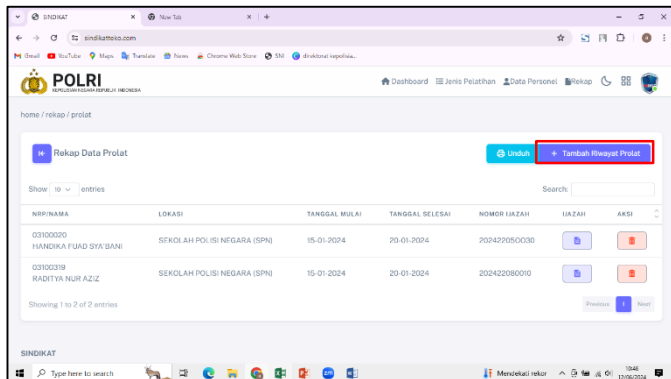 SINDIKAT
New Tab
sindikattoko.com
Gmail
YouTube
Maps
Translate
News
Chrome Web Store
SNI
direktorat kepolisia...
POLRI
KEPOLISIAN NEGARA REPUBLIK INDONESIA
Dashboard Jenis Pelatihan Data Personel Rekap
home / rekap / prolat
Rekap Data Prolat
Unduh
+ Tambah Riwayat Prolat
Show 10 entries
Search:
NRP/NAMA LOKASI TANGGAL MULAI TANGGAL SELESAI NOMOR IJAZAH IJAZAH AKSI
03100020
HANDIKA FUAD SYA'BANI SEKOLAH POLISI NEGARA (SPN) 15-01-2024 20-01-2024 202422050030
03100319
RADITYA NUR AZIZ SEKOLAH POLISI NEGARA (SPN) 15-01-2024 20-01-2024 202422080010
Showing 1 to 2 of 2 entries
Previous 1 Next
SINDIKAT
Type here to search
Mendekati rekor
10:46
12/06/2024